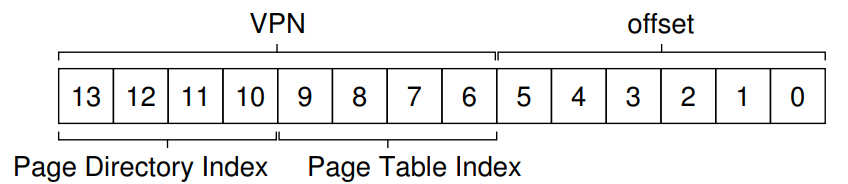 VPN offset
13 12 11 10 9 8 7 6 5 4 3 2 1 0
Page Directory Index Page Table Index